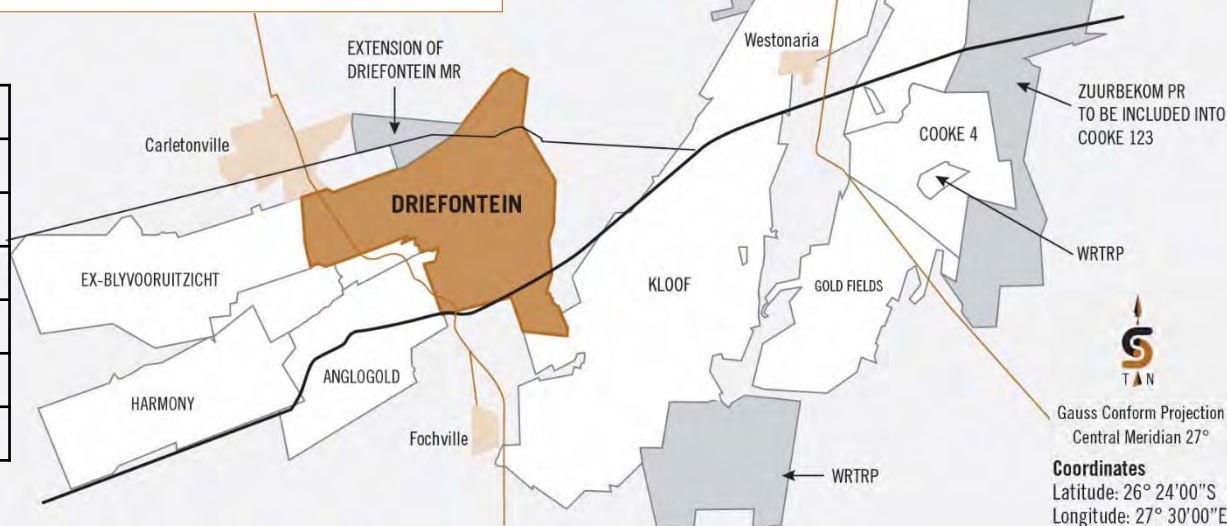 EXTENSION OF
DRIEFONTEIN MR
Westonaria
ZUURBEKOM PR
TO BE INCLUDED INTO
COOKE 123
Carletonville
COOKE 4
DRIEFONTEIN
WRTRP
EX-BLYVOORUITZICHT
KLOOF
GOLD FIELDS
ANGLOGOLD
HARMONY
Fochville
WRTRP
T N
Gauss Conform Projection
Central Meridian 27°
Coordinates
Latitude: 26° 24'00"S
Longitude: 27° 30'00"E